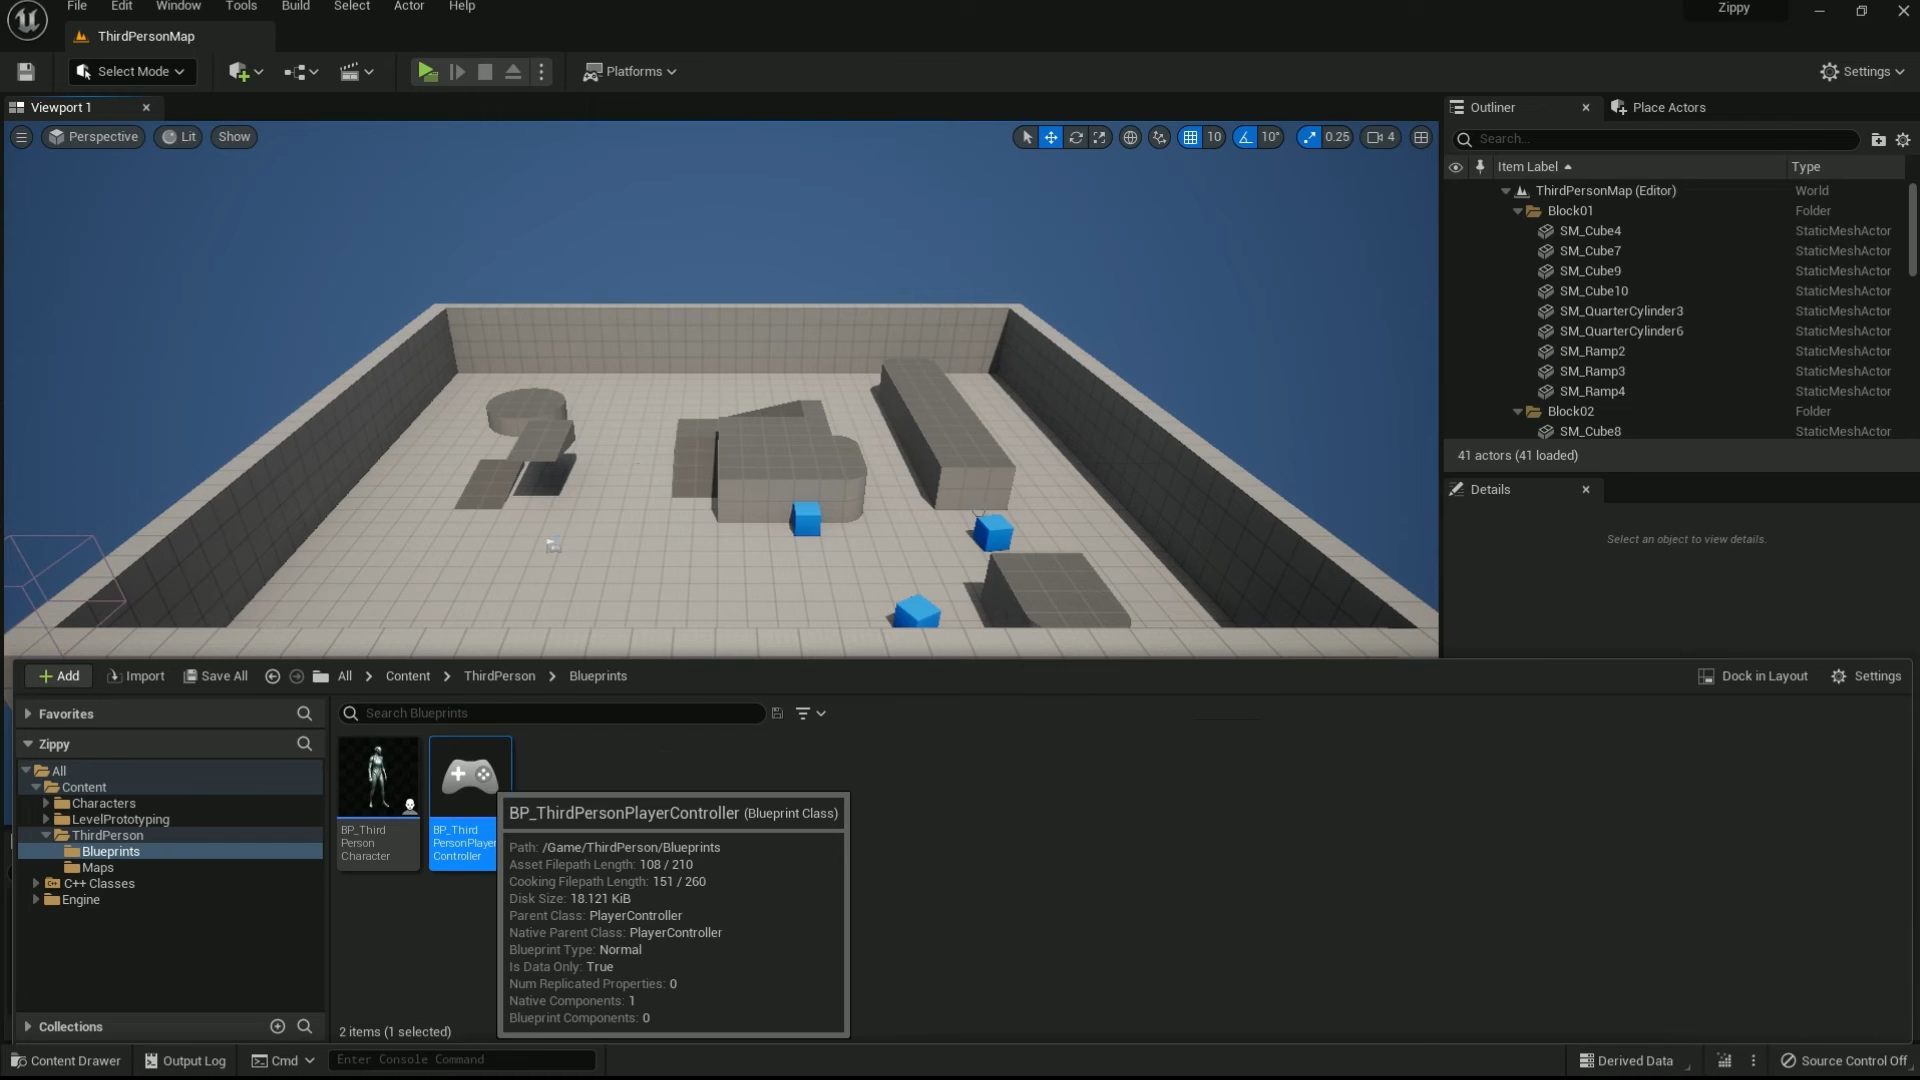 File Edit Window Tools Build Select Actor Help
Zippy
ThirdPersonMap
Select Mode
Platforms
Settings
Viewport 1
Perspective
Lit
Show
10
10°
0.25
4
Outliner
Place Actors
Search...
Item Label
Type
ThirdPersonMap (Editor) World
Block01 Folder
SM_Cube4 StaticMeshActor
SM_Cube7 StaticMeshActor
SM_Cube9 StaticMeshActor
SM_Cube10 StaticMeshActor
SM_QuarterCylinder3 StaticMeshActor
SM_QuarterCylinder6 StaticMeshActor
SM_Ramp2 StaticMeshActor
SM_Ramp3 StaticMeshActor
SM_Ramp4 StaticMeshActor
Block02 Folder
SM_Cube8 StaticMeshActor
41 actors (41 loaded)
Details
Select an object to view details.
Add
Import
Save All
All
Content
ThirdPerson
Blueprints
Dock in Layout
Settings
Favorites
Zippy
All
Content
Characters
LevelPrototyping
ThirdPerson
Blueprints
Maps
C++ Classes
Engine
Collections
Search Blueprints
BP_Third
Person
Character
BP_Third
PersonPlayer
Controller
BP_ThirdPersonPlayerController (Blueprint Class)
Path: /Game/ThirdPerson/Blueprints
Asset Filepath Length: 108 / 210
Cooking Filepath Length: 151 / 260
Disk Size: 18.121 KiB
Parent Class: PlayerController
Native Parent Class: PlayerController
Blueprint Type: Normal
Is Data Only: True
Num Replicated Properties: 0
Native Components: 1
Blueprint Components: 0
2 items (1 selected)
Content Drawer
Output Log
Cmd
Enter Console Command
Derived Data
Source Control Off